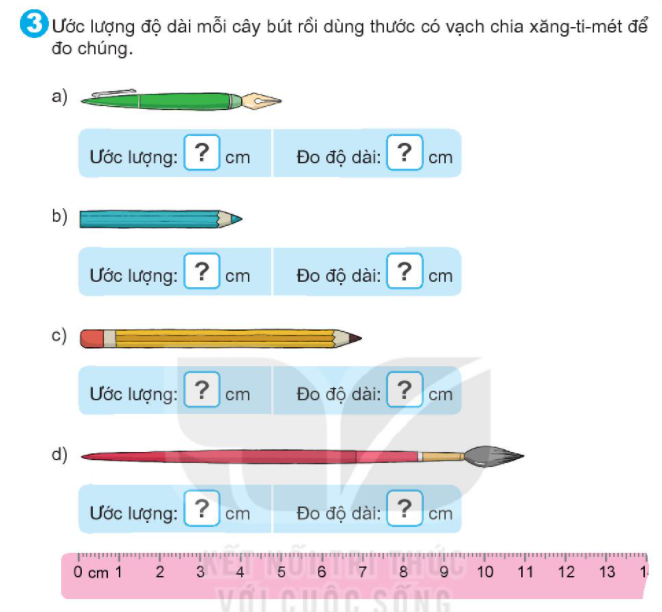 3 Ước lượng độ dài mỗi cây bút rồi dùng thước có vạch chia xăng-ti-mét để
đo chúng.
a)
Ước lượng: ? cm Đo độ dài: ? cm
b)
Ước lượng: ? cm Đo độ dài: ? cm
c)
Ước lượng: ? cm Đo độ dài: ? cm
d)
Ước lượng: ? cm Đo độ dài: ? cm
KẾT NỐI TRI THỨC
0 cm 1 2 3 4 5 6 7 8 9 10 11 12 13 1
VỚI CUỘC SỐNG